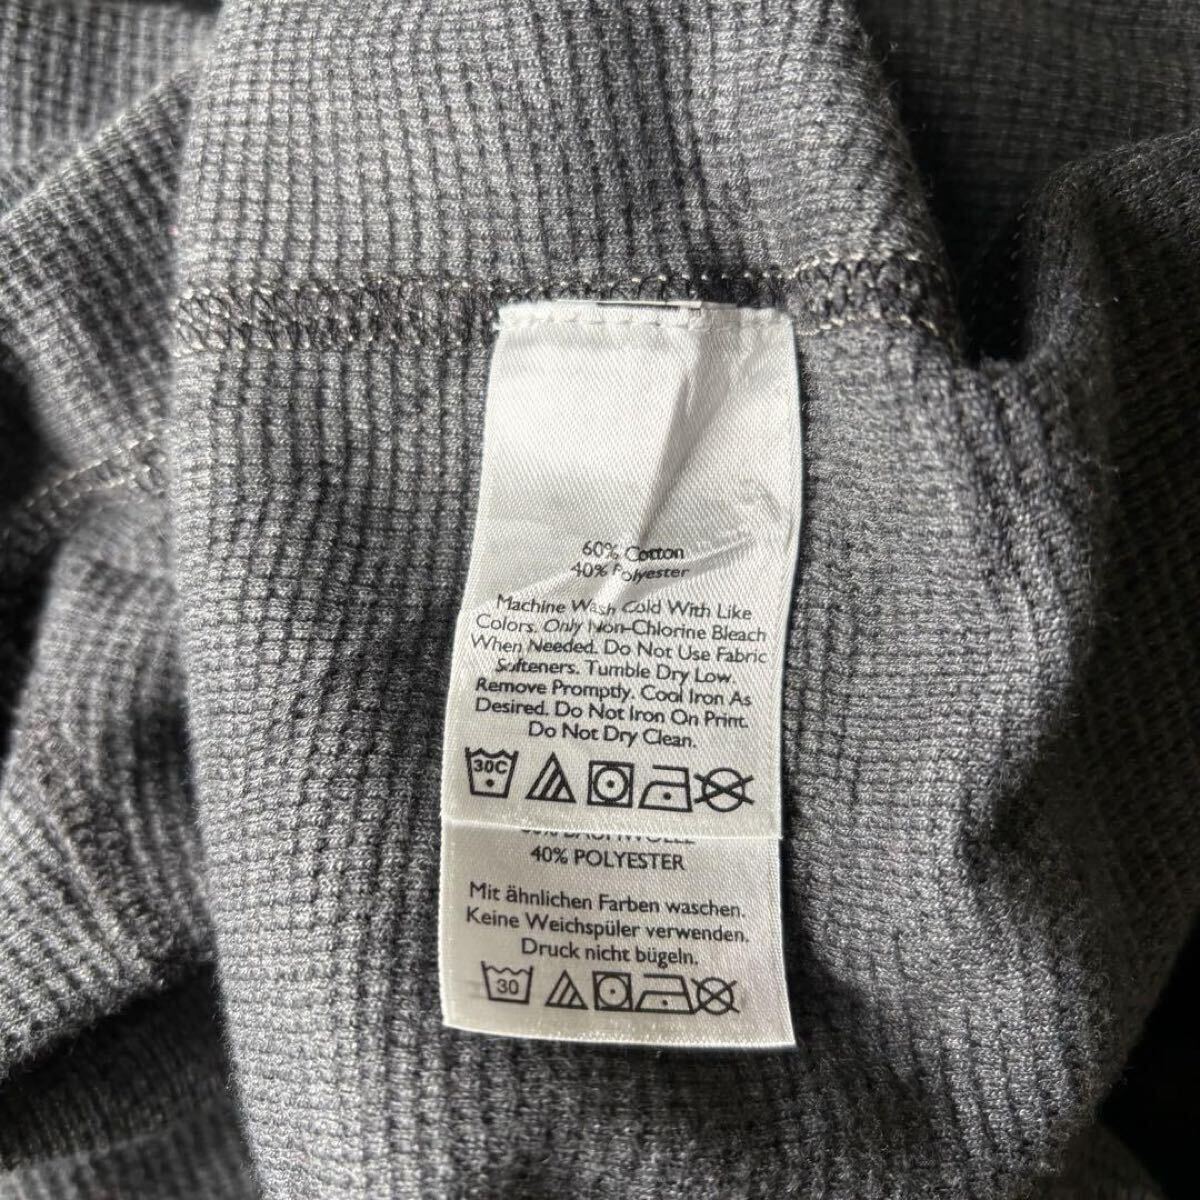 60% Cotton
40% Polyester
Machine Wash Cold With Like
Colors. Only Non-Chlorine Bleach
When Needed. Do Not Use Fabric
Softeners. Tumble Dry Low.
Remove Promptly. Cool Iron As
Desired. Do Not Iron On Print.
Do Not Dry Clean.
30C
40% POLYESTER
Mit ähnlichen Farben waschen.
Keine Weichspüler verwenden.
Druck nicht bügeln.
30